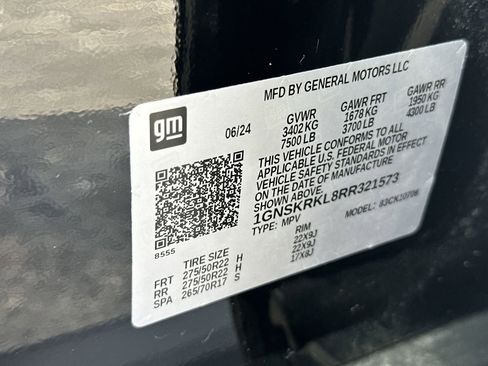 MFD BY GENERAL MOTORS LLC
gm
06/24
GVWR GAWR FRT GAWR RR
3402 KG 1678 KG 1950 KG
7500 LB 3700 LB 4300 LB
THIS VEHICLE CONFORMS TO ALL
APPLICABLE U.S. FEDERAL MOTOR
VEHICLE SAFETY STANDARDS IN EFFECT
ON THE DATE OF MANUFACTURE
SHOWN ABOVE.
1GNSKRKL8RR321573
TYPE: MPV MODEL: 83CK10706
8555
TIRE SIZE RIM
FRT 275/50R22 H 22X9J
RR 275/50R22 H 22X9J
SPA 265/70R17 S 17X8J